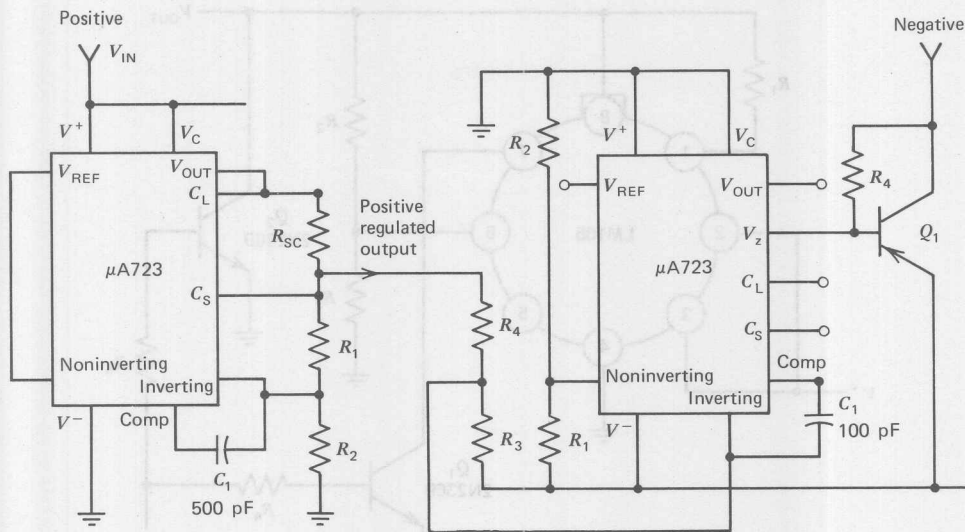 Positive
V_IN
V^+
V_C
V_REF
V_OUT
C_L
R_SC
Positive
regulated
output
μA723
C_S
R_1
Noninverting
Inverting
V^-
Comp
R_2
C_1
500 pF
R_4
R_3
Negative
V^+
V_C
R_2
V_REF
V_OUT
R_4
V_z
Q_1
μA723
C_L
C_S
Comp
Noninverting
Inverting
C_1
100 pF
V^-
R_1